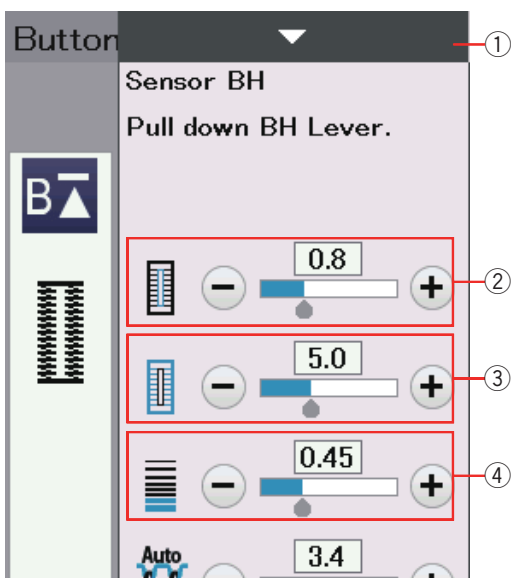 Button
①
Sensor BH
Pull down BH Lever.
B
0.8
②
5.0
③
0.45
④
Auto
3.4